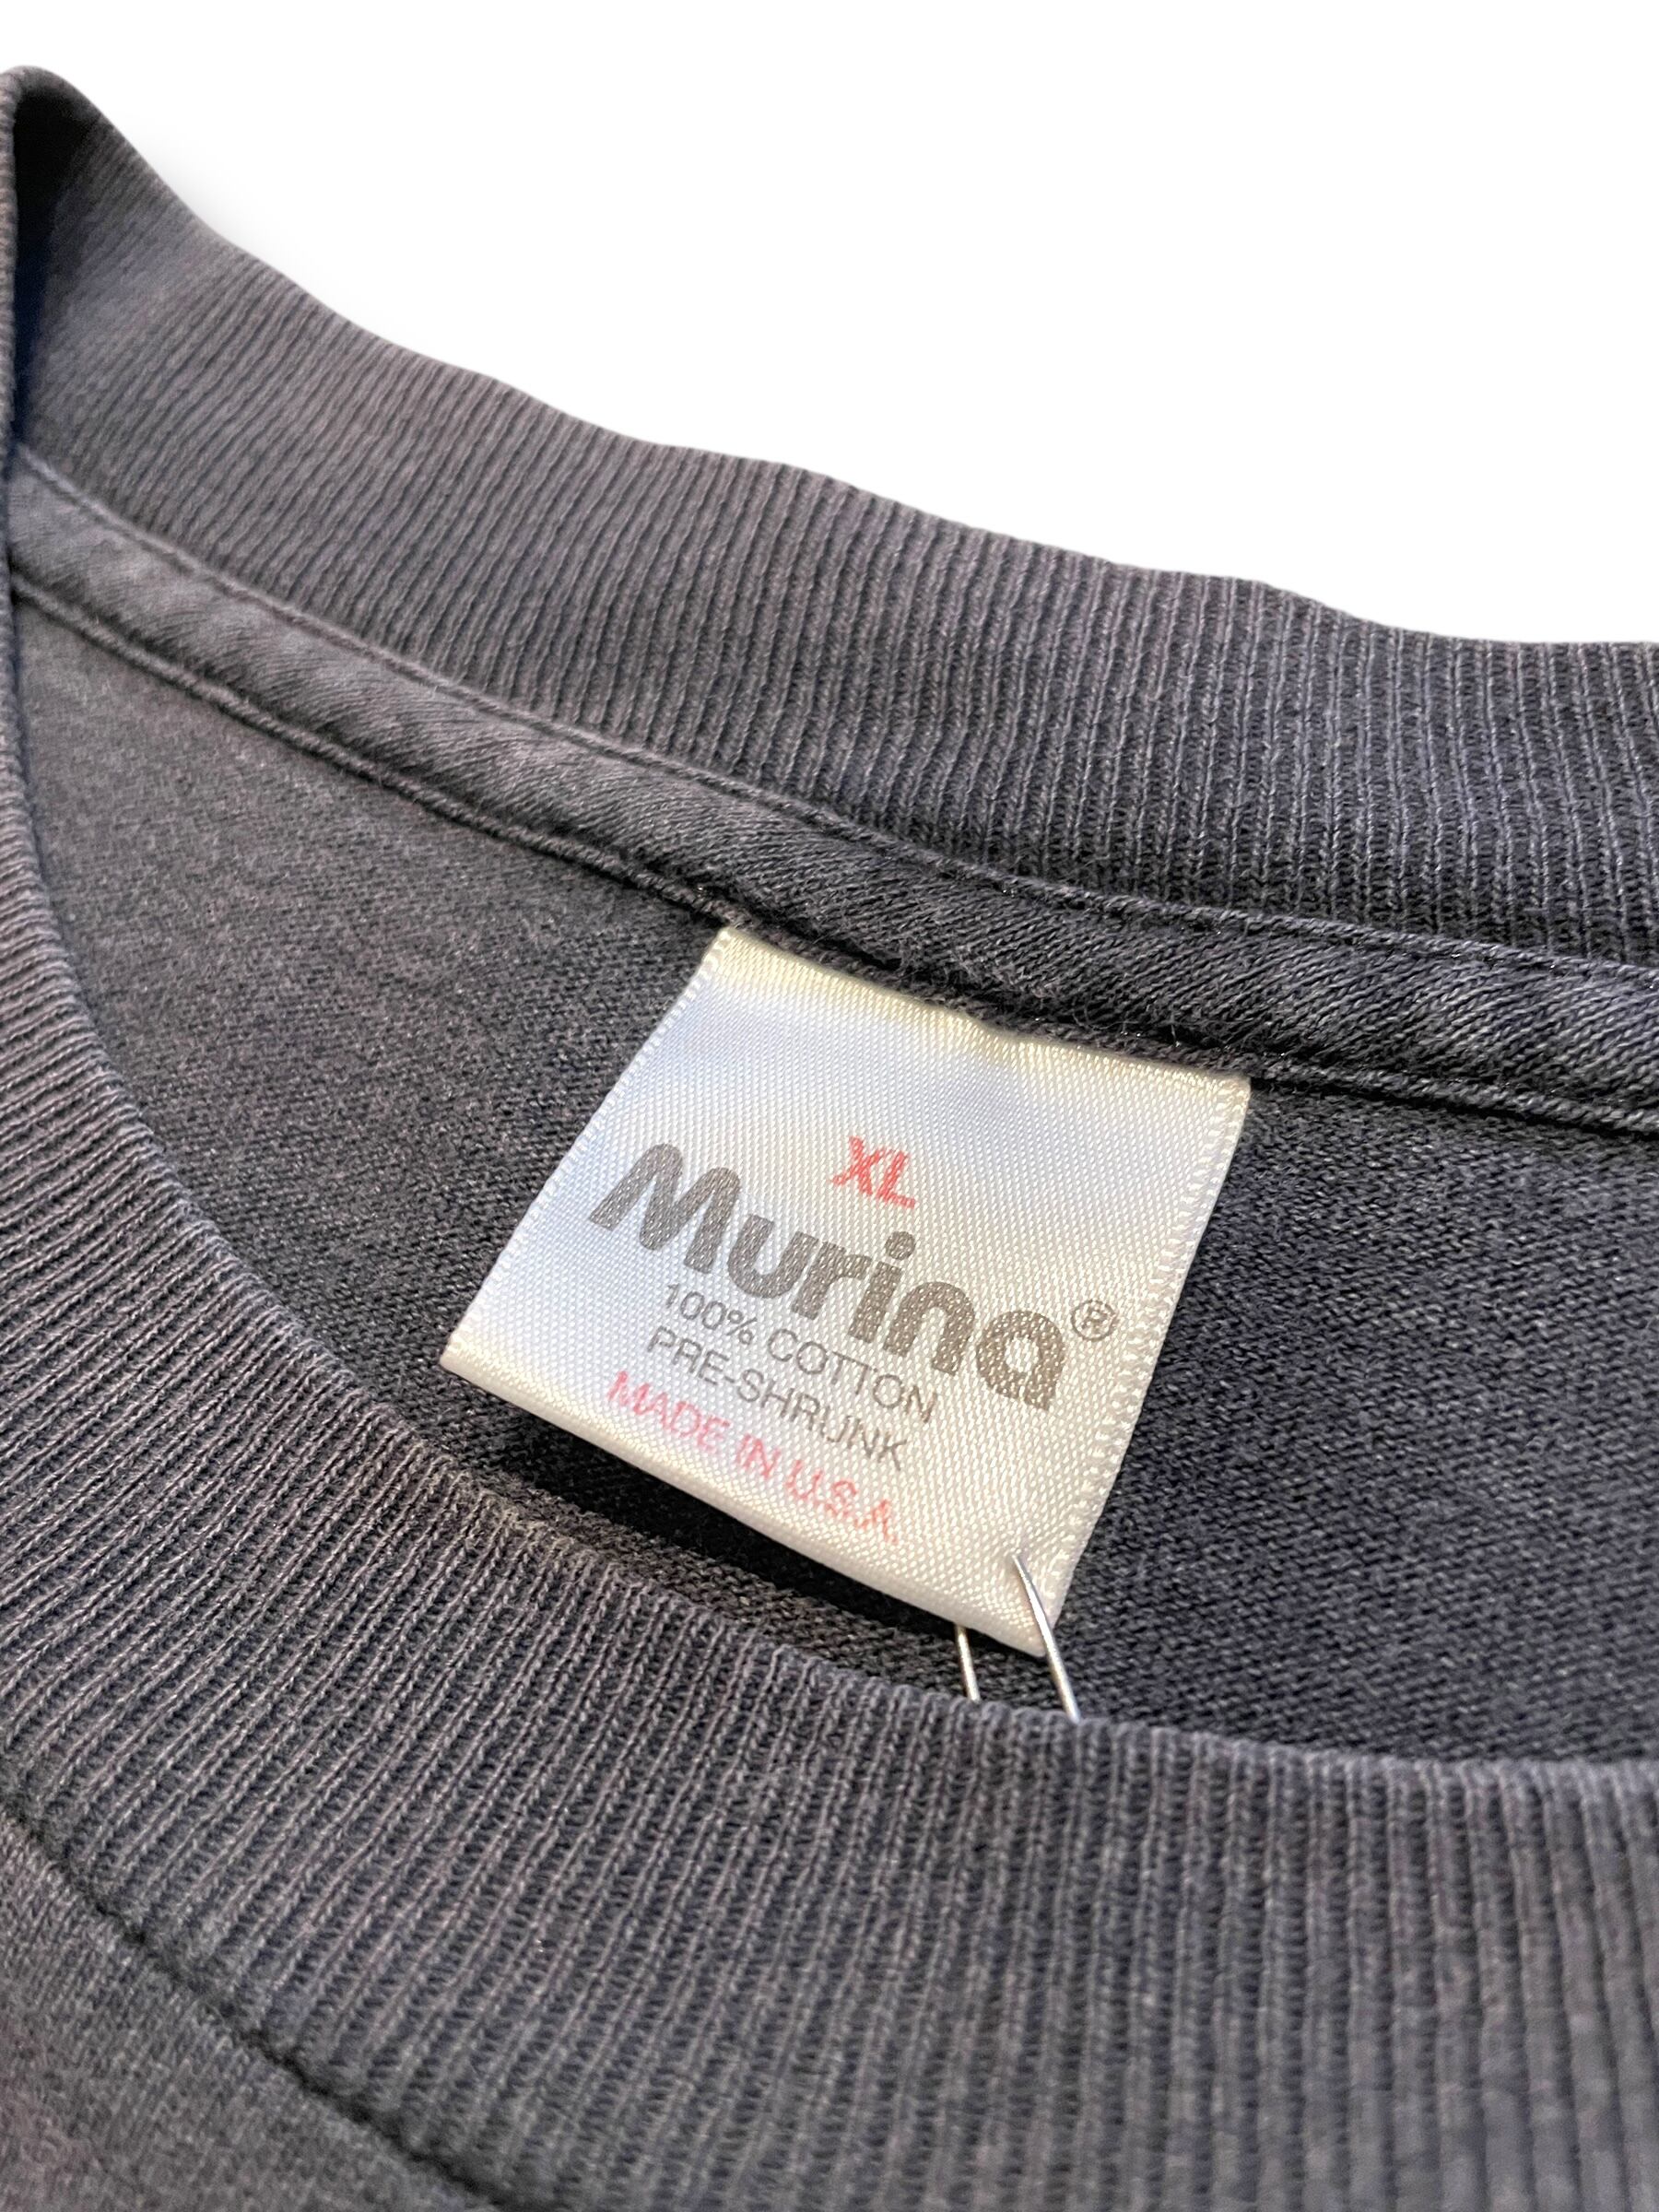 XL
Murina®
100% COTTON
PRE-SHRUNK
MADE IN U.S.A.